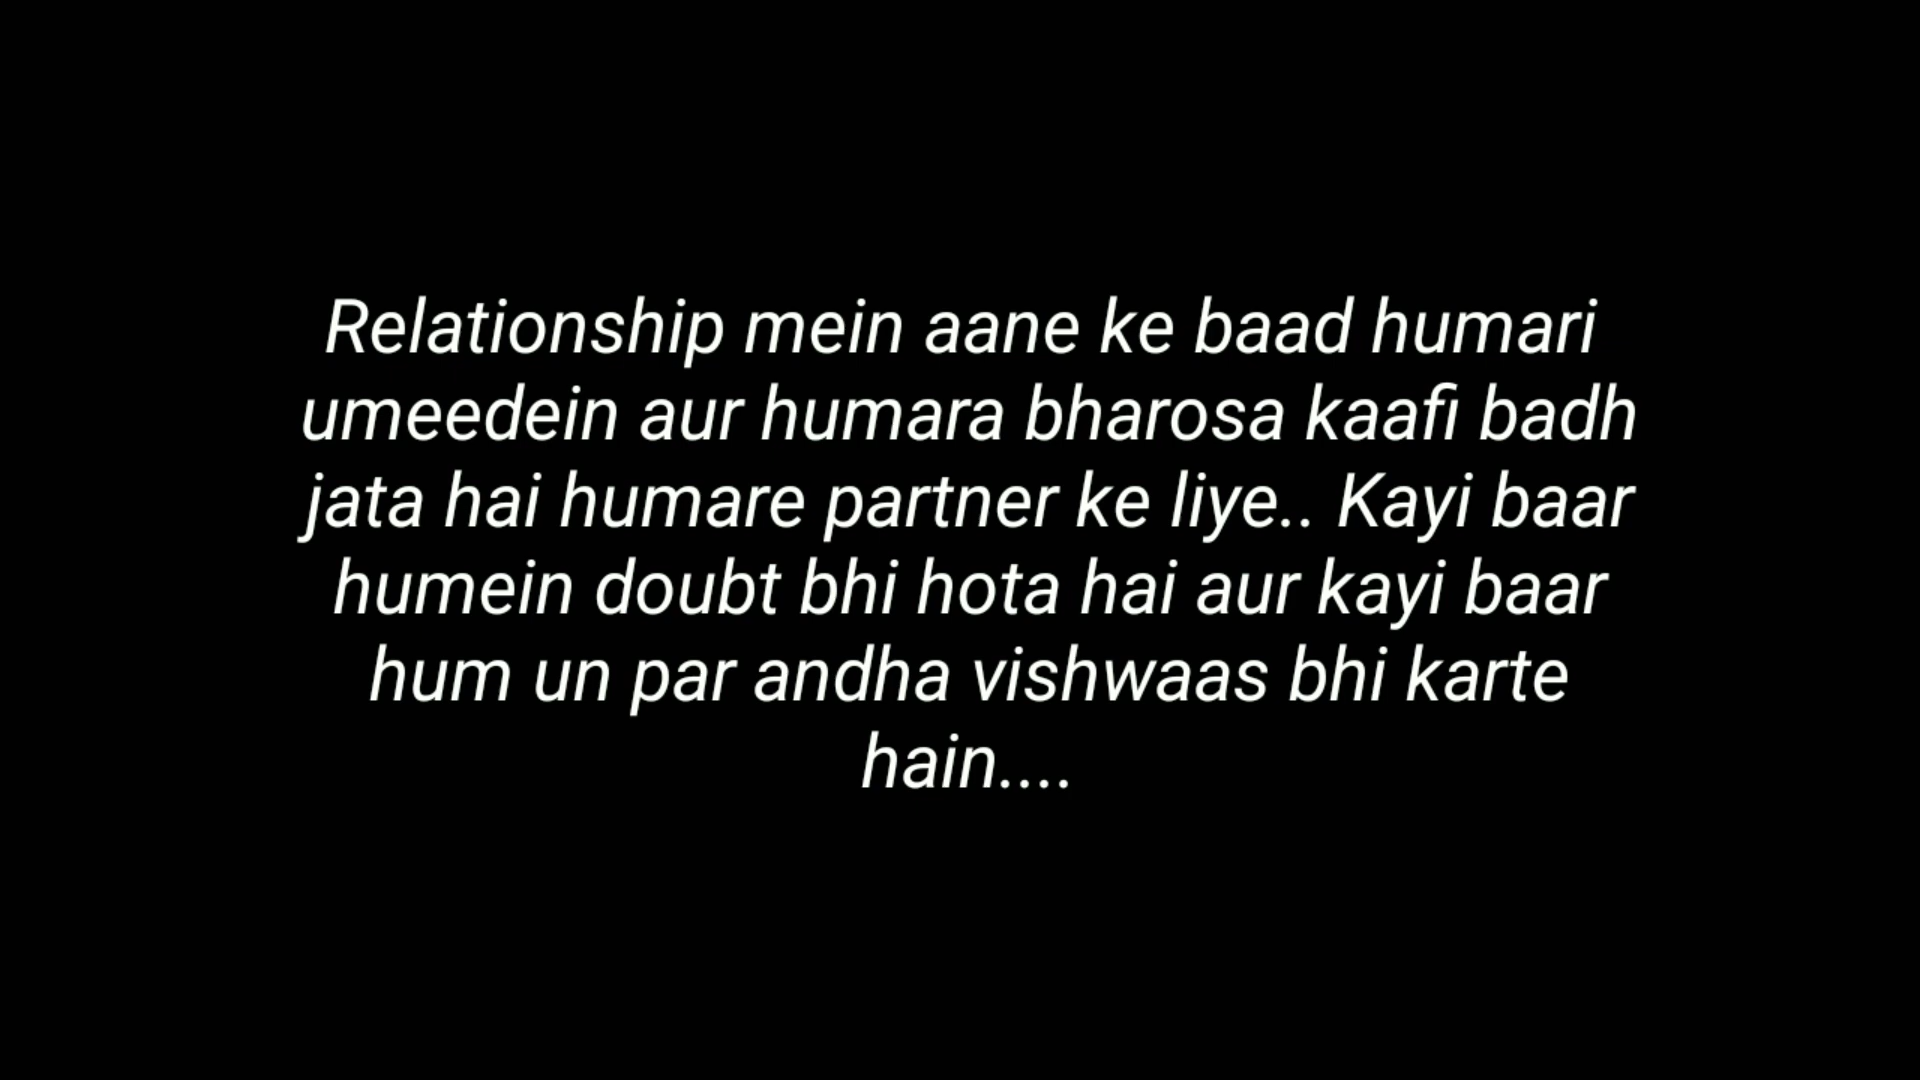 Relationship mein aane ke baad humari
umeedein aur humara bharosa kaafi badh
jata hai humare partner ke liye.. Kayi baar
humein doubt bhi hota hai aur kayi baar
hum un par andha vishwaas bhi karte
hain....